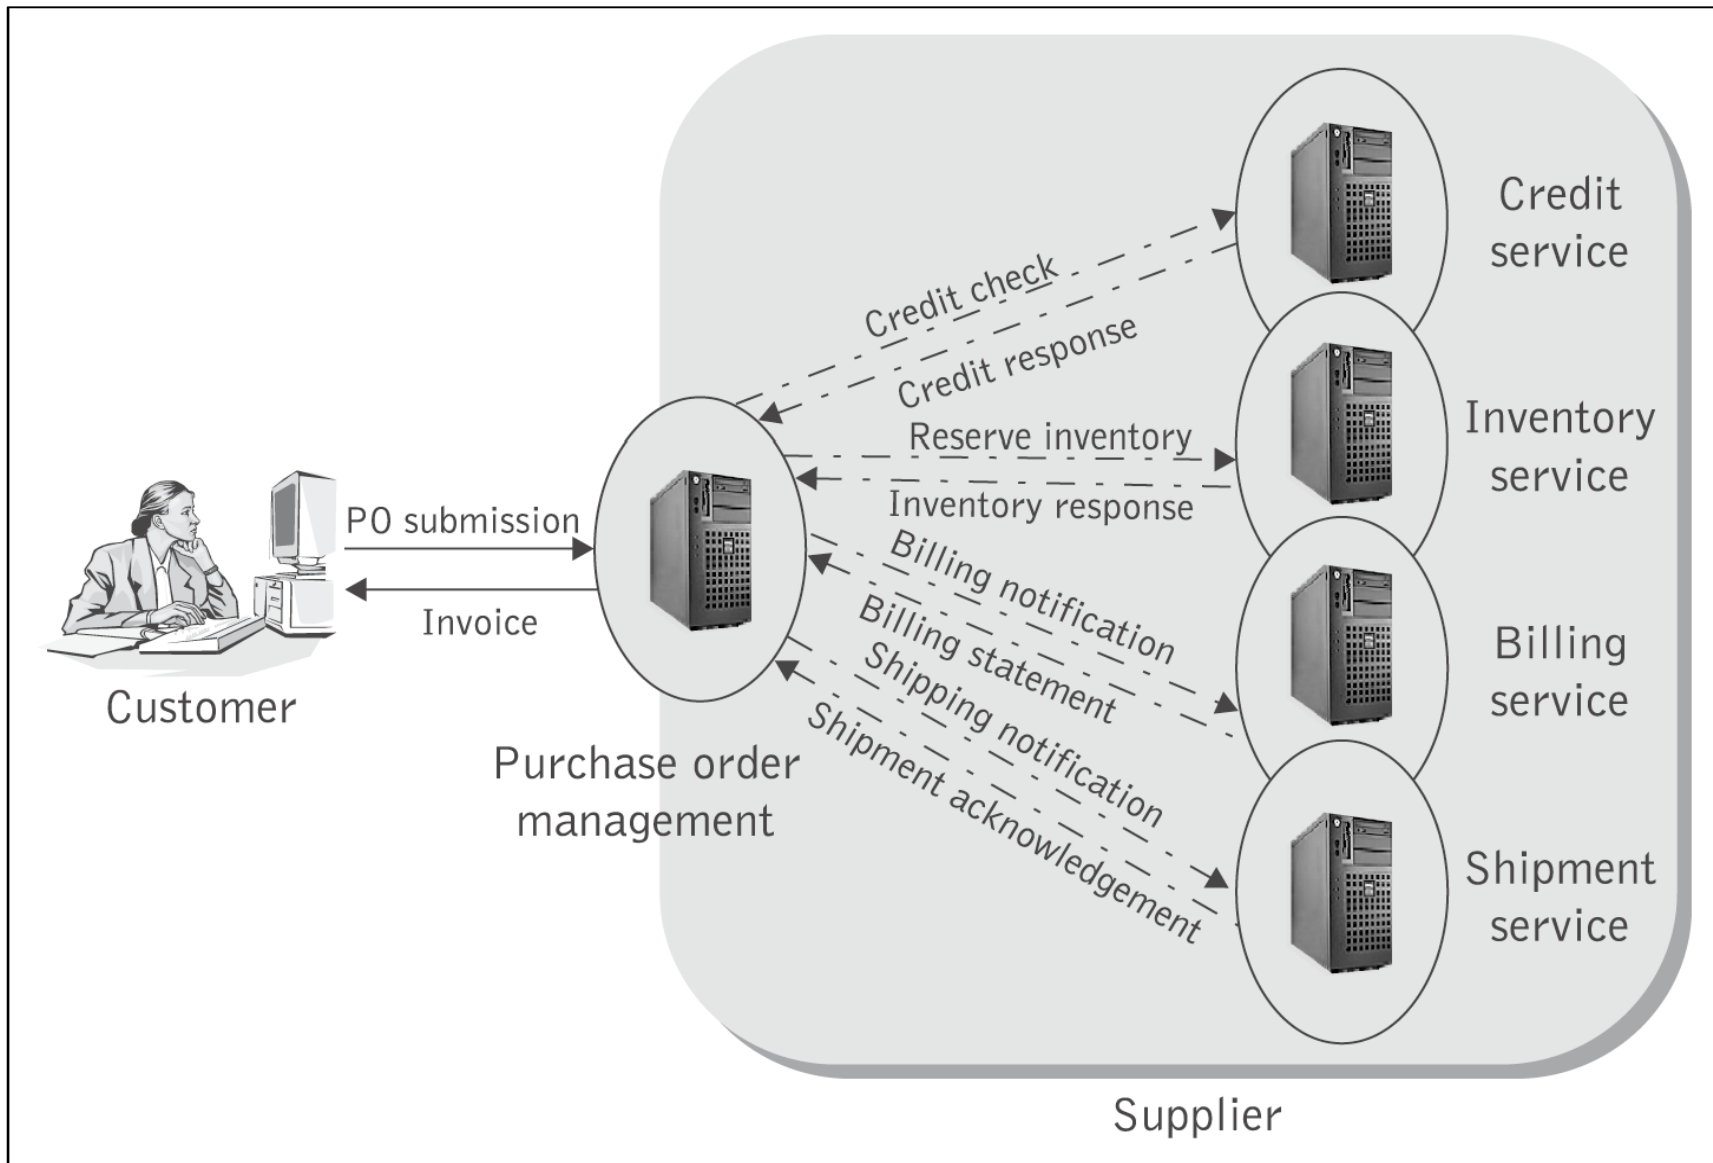 Credit
service
Credit check
Credit response
Reserve inventory
Inventory
service
Inventory response
PO submission
Invoice
Customer
Billing notification
Billing statement
Billing
service
Shipping notification
Shipment acknowledgement
Purchase order
management
Shipment
service
Supplier